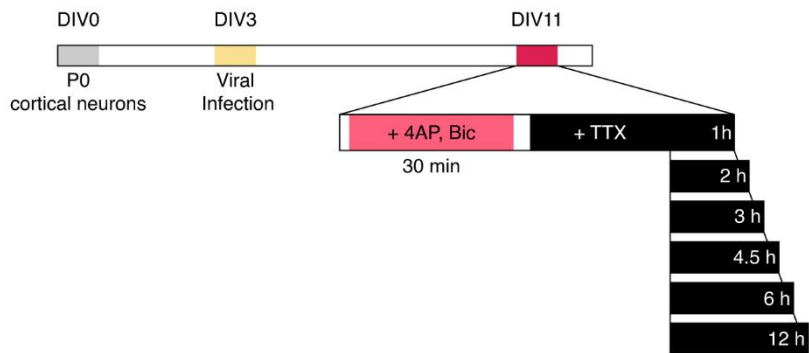 DIV0 DIV3 DIV11
P0 Viral
cortical neurons Infection
+ 4AP, Bic + TTX 1h
30 min
2 h
3 h
4.5 h
6 h
12 h